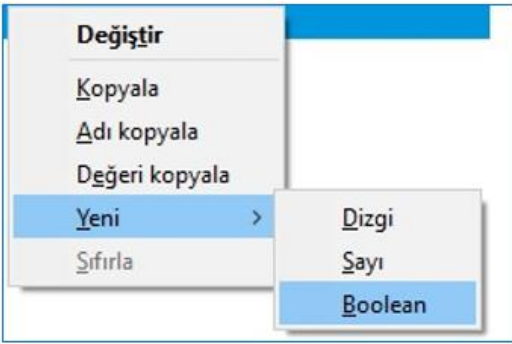 Değiştir
Kopyala
Adı kopyala
Değeri kopyala
Yeni
Sıfırla
Dizgi
Sayı
Boolean